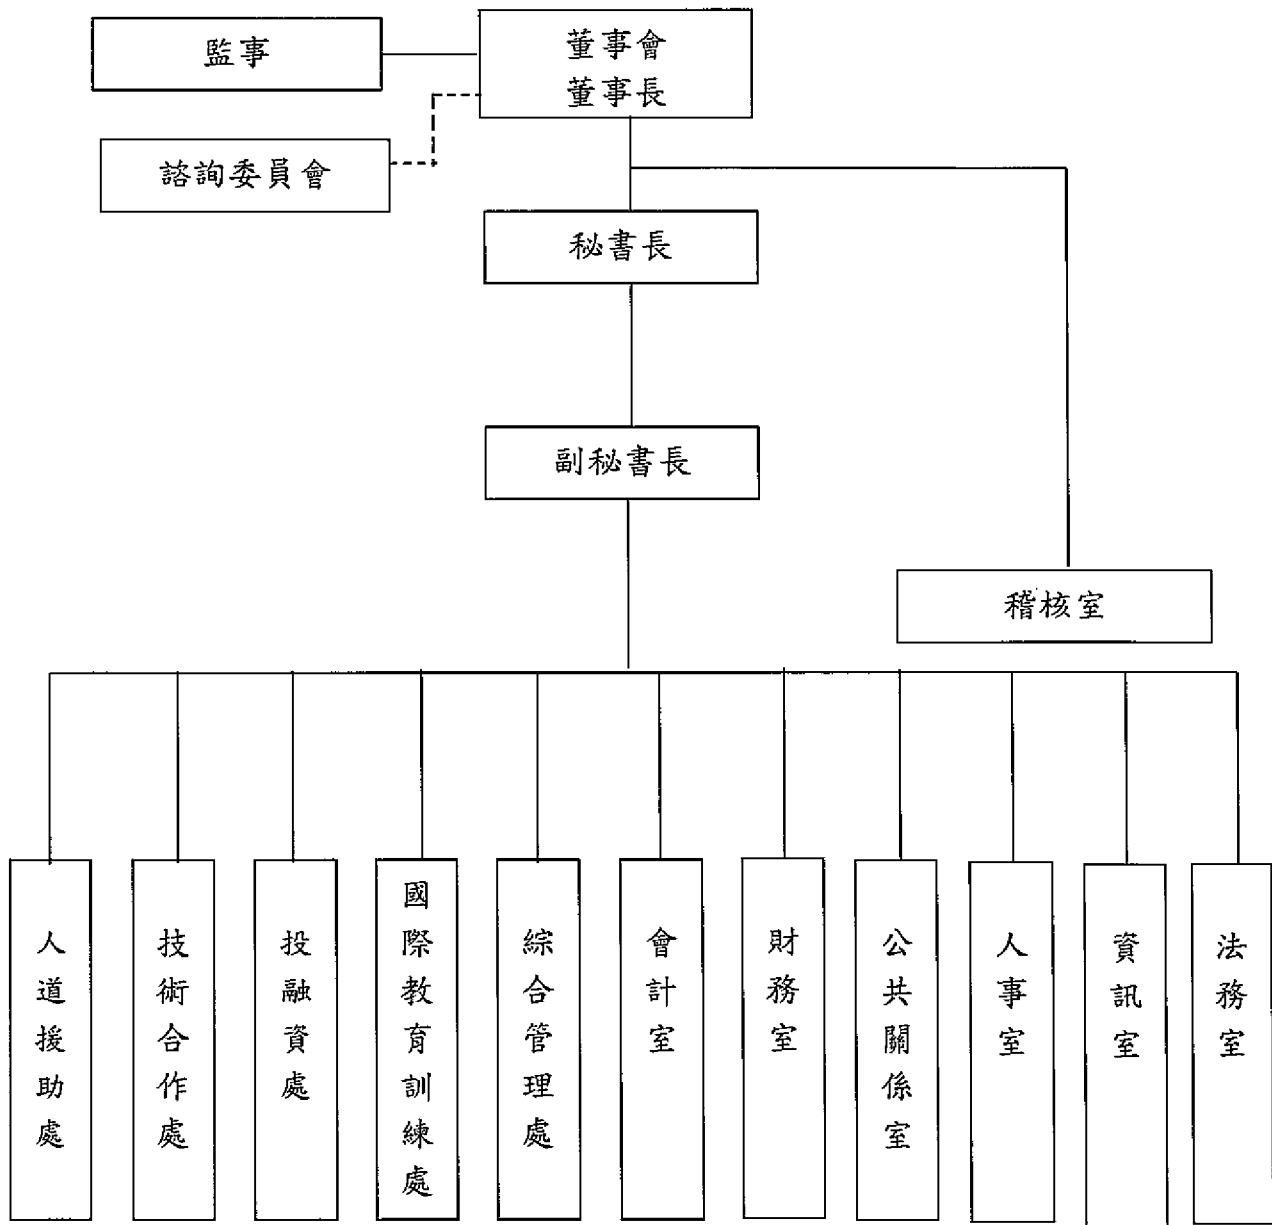 監事
董事會
董事長
諮詢委員會
秘書長
副秘書長
稽核室
人道援助處
技術合作處
投融資處
國際教育訓練處
綜合管理處
會計室
財務室
公共關係室
人事室
資訊室
法務室